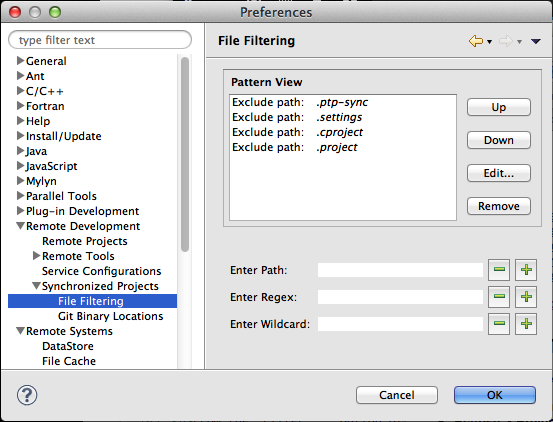 Preferences
type filter text
File Filtering
General
Ant
C/C++
Fortran
Help
Install/Update
Java
JavaScript
Mylyn
Parallel Tools
Plug-in Development
Remote Development
Remote Projects
Remote Tools
Service Configurations
Synchronized Projects
File Filtering
Git Binary Locations
Remote Systems
DataStore
File Cache
Pattern View
Exclude path: .ptp-sync
Exclude path: .settings
Exclude path: .cproject
Exclude path: .project
Up
Down
Edit...
Remove
Enter Path:
Enter Regex:
Enter Wildcard:
?
Cancel
OK